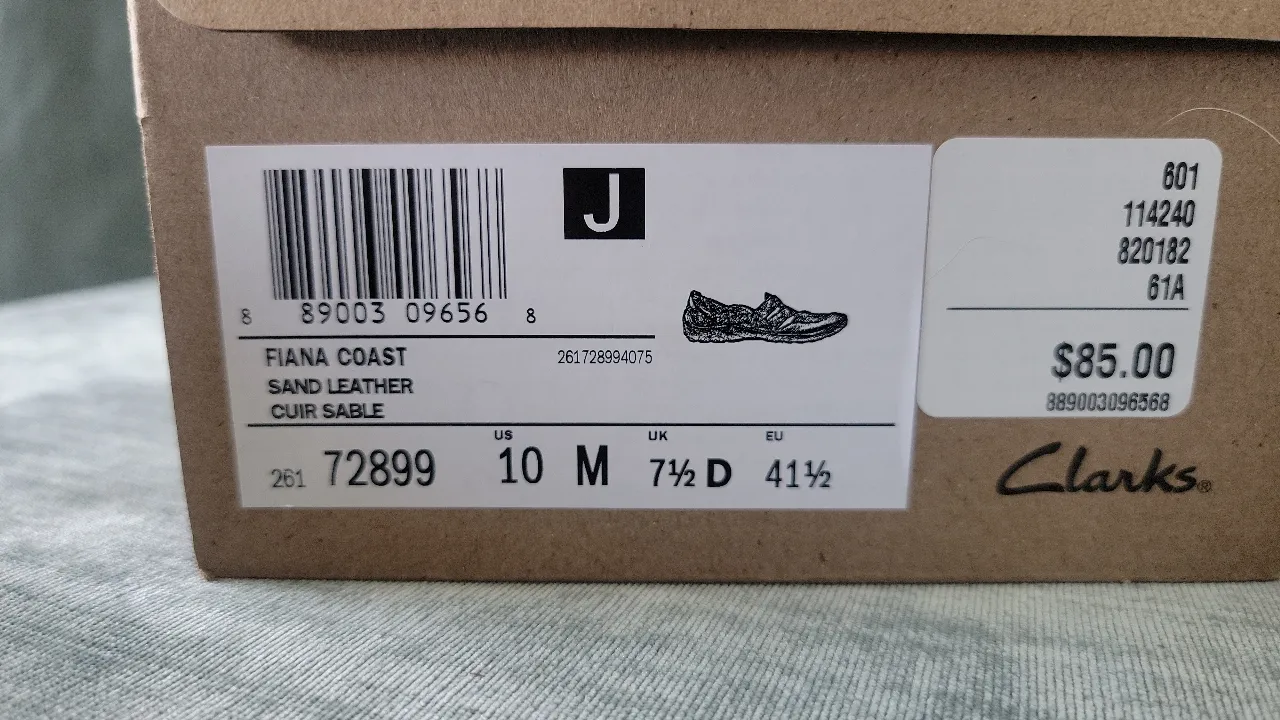 J
8 89003 09656 8
FIANA COAST 261728994075
SAND LEATHER
CUIR SABLE
US UK EU
261 72899 10 M 7½ D 41½
601
114240
820182
61A
$85.00
889003096568
Clarks®